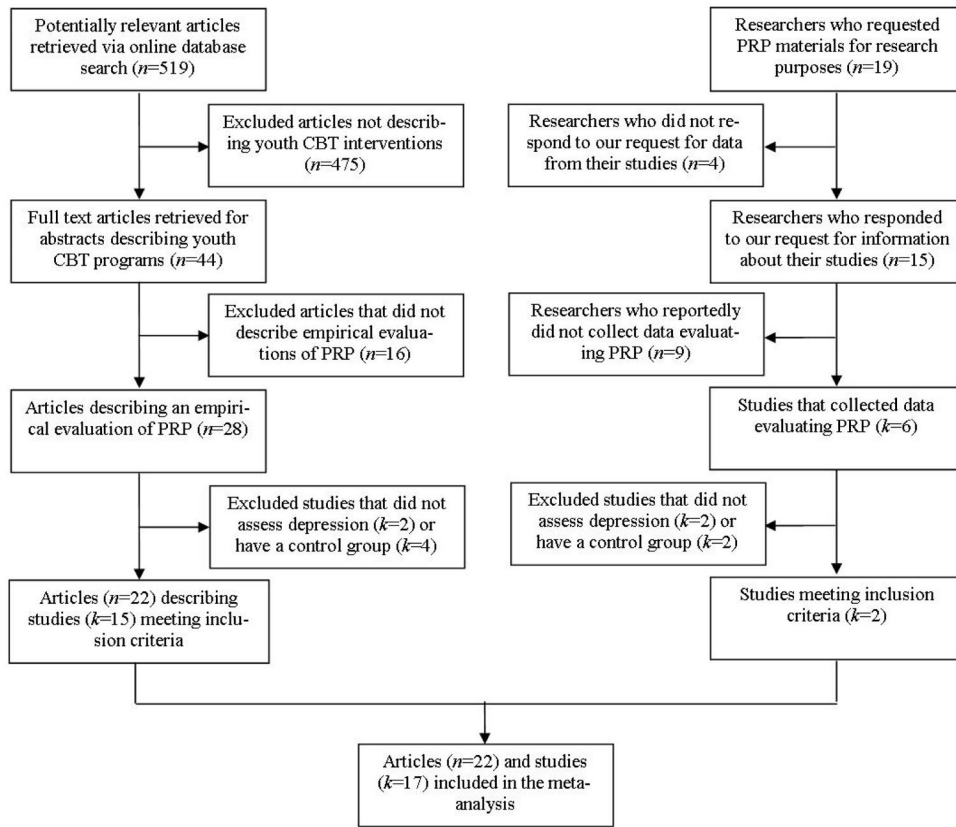 Potentially relevant articles
retrieved via online database
search (n=519)
Researchers who requested
PRP materials for research
purposes (n=19)
Excluded articles not describ-
ing youth CBT interventions
(n=475)
Researchers who did not re-
spond to our request for data
from their studies (n=4)
Full text articles retrieved for
abstracts describing youth
CBT programs (n=44)
Researchers who responded
to our request for information
about their studies (n=15)
Excluded articles that did not
describe empirical evalua-
tions of PRP (n=16)
Researchers who reportedly
did not collect data evaluat-
ing PRP (n=9)
Articles describing an empiri-
cal evaluation of PRP (n=28)
Studies that collected data
evaluating PRP (k=6)
Excluded studies that did not
assess depression (k=2) or
have a control group (k=4)
Excluded studies that did not
assess depression (k=2) or
have a control group (k=2)
Articles (n=22) describing
studies (k=15) meeting inclu-
sion criteria
Studies meeting inclusion
criteria (k=2)
Articles (n=22) and studies
(k=17) included in the meta-
analysis